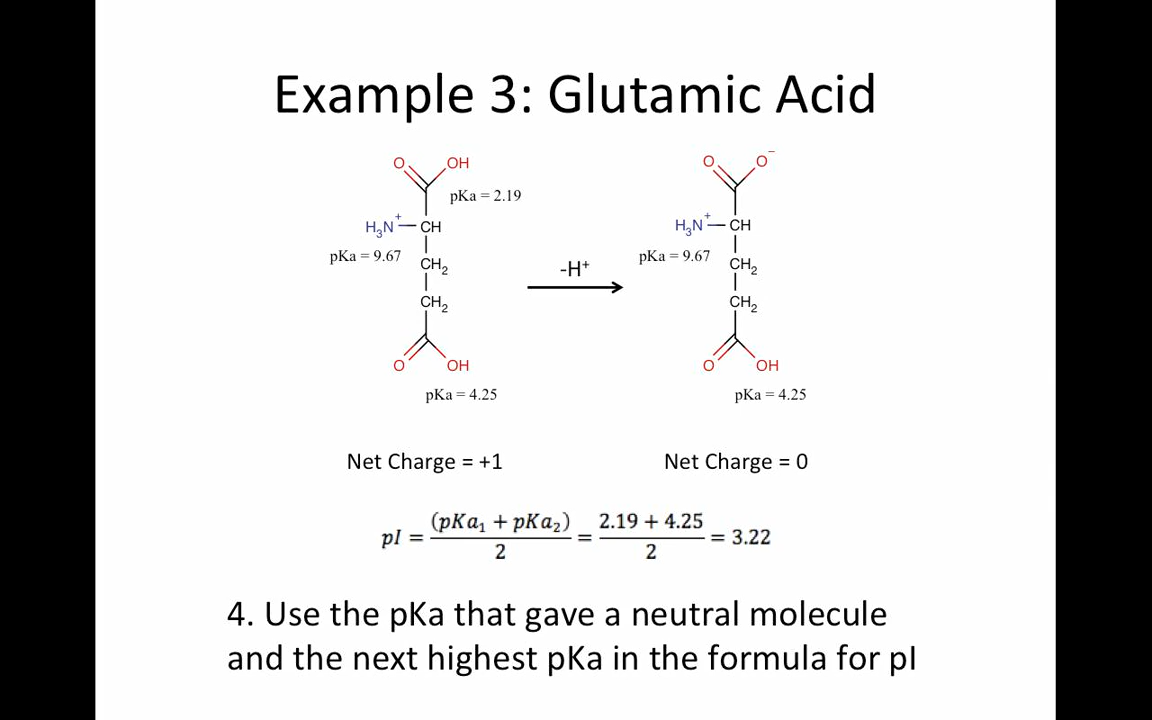 Example 3: Glutamic Acid
O OH
pKa = 2.19
H₃N⁺ CH
pKa = 9.67
CH₂
CH₂
O OH
pKa = 4.25
-H⁺
O O⁻
H₃N⁺ CH
pKa = 9.67
CH₂
CH₂
O OH
pKa = 4.25
Net Charge = +1
Net Charge = 0
pI = (pKa₁ + pKa₂) / 2 = 2.19 + 4.25 / 2 = 3.22
4. Use the pKa that gave a neutral molecule
and the next highest pKa in the formula for pI